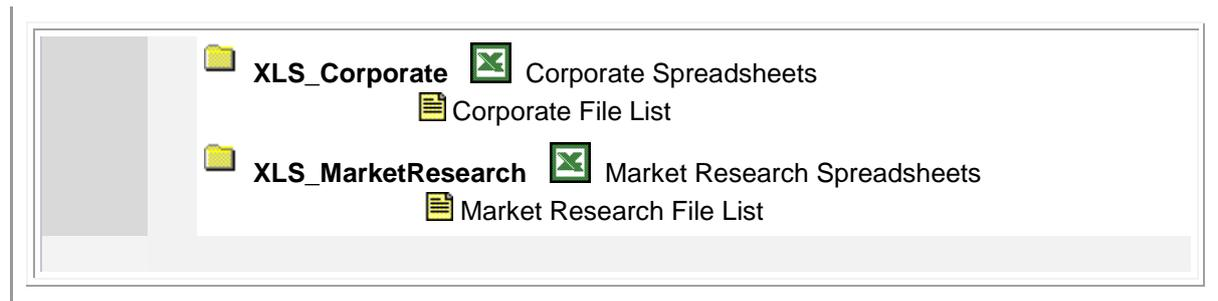 XLS_Corporate Corporate Spreadsheets
Corporate File List
XLS_MarketResearch Market Research Spreadsheets
Market Research File List